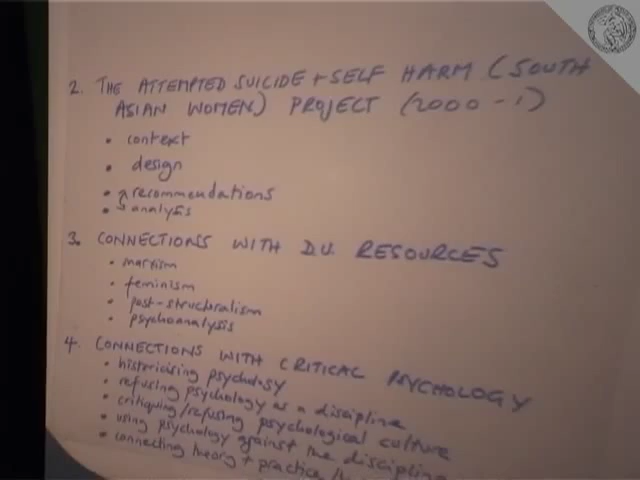 2. THE ATTEMPTED SUICIDE + SELF HARM (SOUTH
ASIAN WOMEN) PROJECT (2000-1)
• context
• design
• recommendations
• analysis
3. CONNECTIONS WITH D.U. RESOURCES
• marxism
• feminism
• post-structuralism
• psychoanalysis
4. CONNECTIONS WITH CRITICAL PSYCHOLOGY
• historicising psychology
• refusing psychology as a discipline
• critiquing/refusing psychological culture
• using psychology against the discipline
• connecting theory + practice